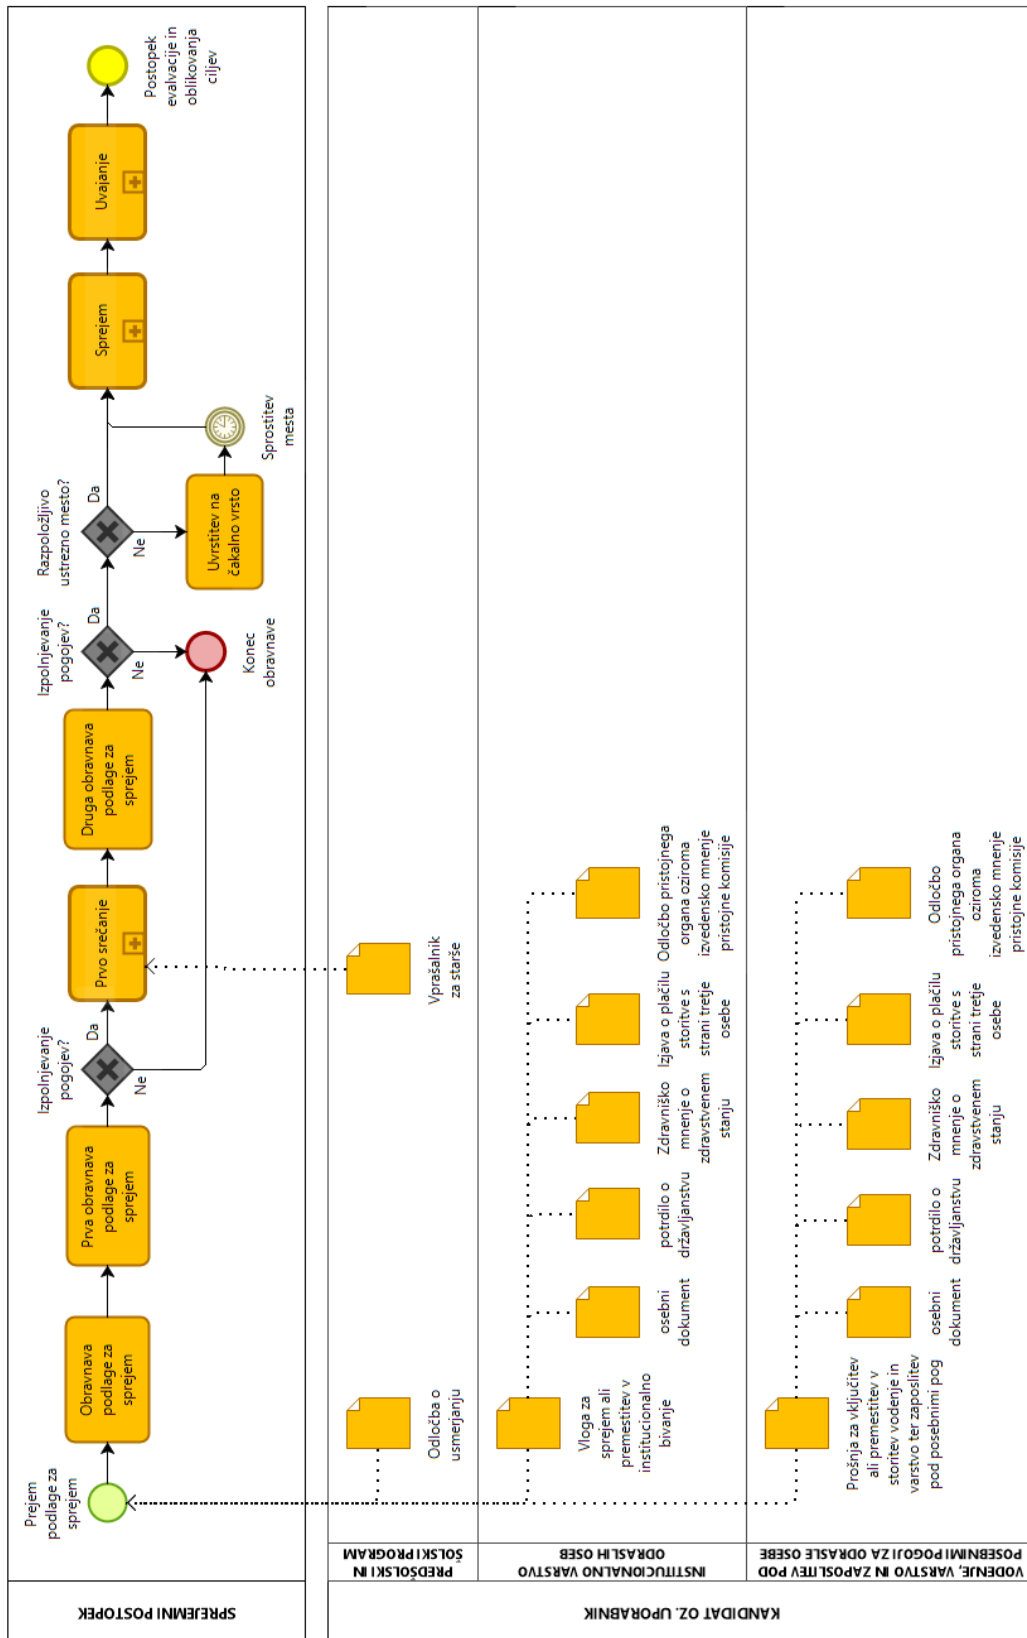 SPREJEMNI POSTOPEK
Prejem
podlage za
sprejem
Obravnava
podlage za
sprejem
Prva obravnava
podlage za
sprejem
Izpolnjevanje
pogojev?
Da
Ne
Prvo srečanje
Druga obravnava
podlage za
sprejem
Izpolnjevanje
pogojev?
Da
Ne
Konec
obravnave
Razpoložljivo
ustrezno mesto?
Da
Ne
Uvrstitev na
čakalno vrsto
Sprostitev
mesta
Sprejem
Uvajanje
Postopek
evalvacije in
oblikovanja
ciljev
KANDIDAT OZ. UPORABNIK
PREDŠOLSKI IN
ŠOLSKI PROGRAM
Odločba o
usmerjanju
Vprašalnik
za starše
INSTITUCIONALNO VARSTVO
ODRASLIH OSEB
Vloga za
sprejem ali
premestitev v
institucionalno
bivanje
osebni
dokument
potrdilo o
državljanstvu
Zdravniško
mnenje o
zdravstvenem
stanju
Izjava o plačilu
storitve s
strani tretje
osebe
Odločbo pristojnega
organa oziroma
izvedensko mnenje
pristojne komisije
VODENJE, VARSTVO IN ZAPOSLITEV POD
POSEBNIMI POGOJI ZA ODRASLE OSEBE
Prošnja za vključitev
ali premestitev v
storitev vodenje in
varstvo ter zaposlitev
pod posebnimi pog
osebni
dokument
potrdilo o
državljanstvu
Zdravniško
mnenje o
zdravstvenem
stanju
Izjava o plačilu
storitve s
strani tretje
osebe
Odločbo
pristojnega organa
oziroma
izvedensko mnenje
pristojne komisije